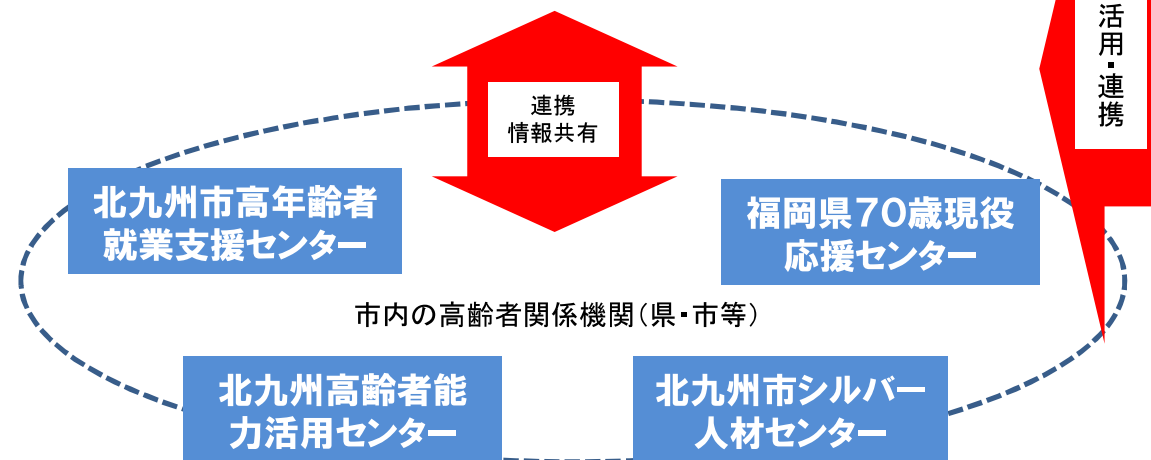 活用・連携
連携
情報共有
北九州市高年齢者
就業支援センター
福岡県70歳現役
応援センター
市内の高齢者関係機関（県・市等）
北九州高齢者能
力活用センター
北九州市シルバー
人材センター